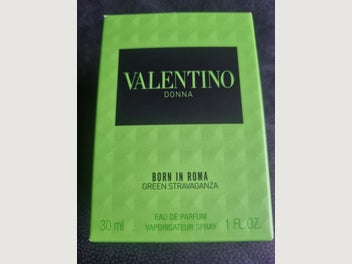 VALENTINO
DONNA
BORN IN ROMA
GREEN STRAVAGANZA
EAU DE PARFUM
30 ml VAPORISATEUR SPRAY 1 FL.OZ.